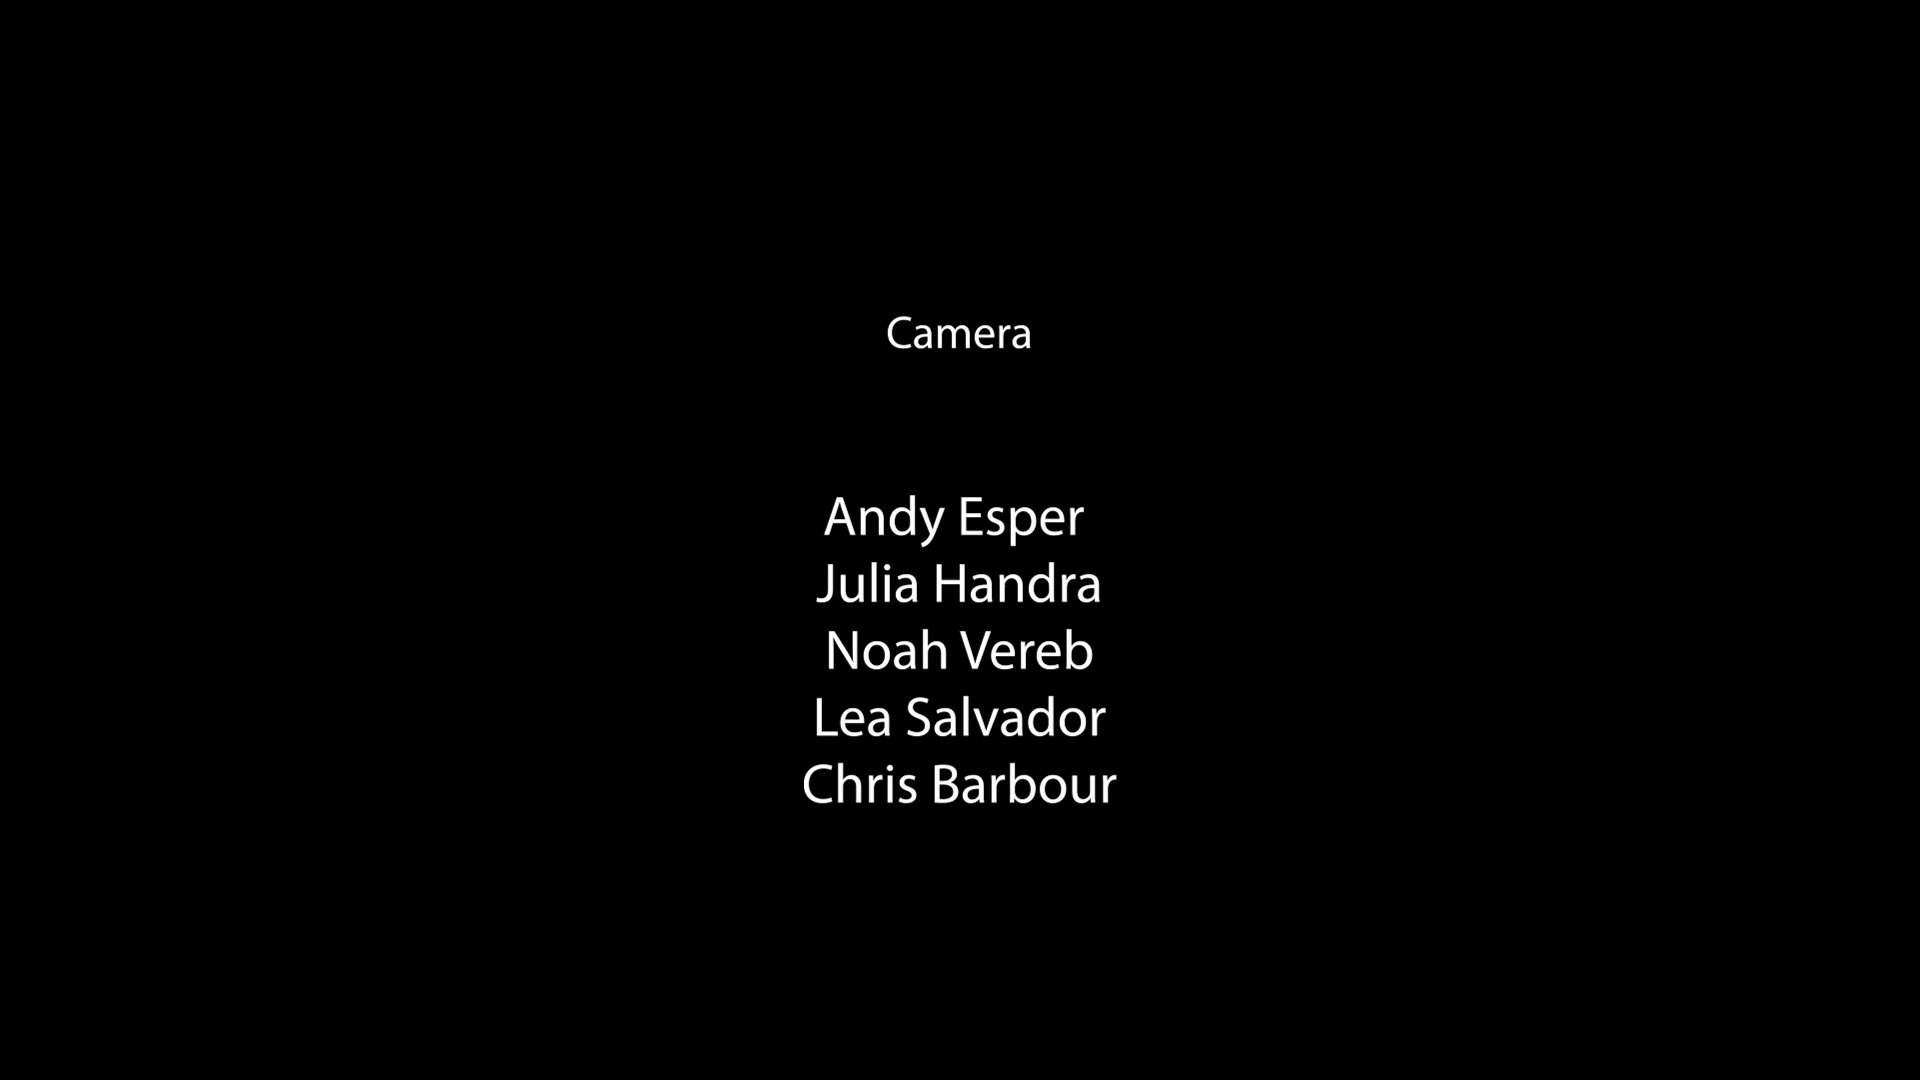 Camera
Andy Esper
Julia Handra
Noah Vereb
Lea Salvador
Chris Barbour